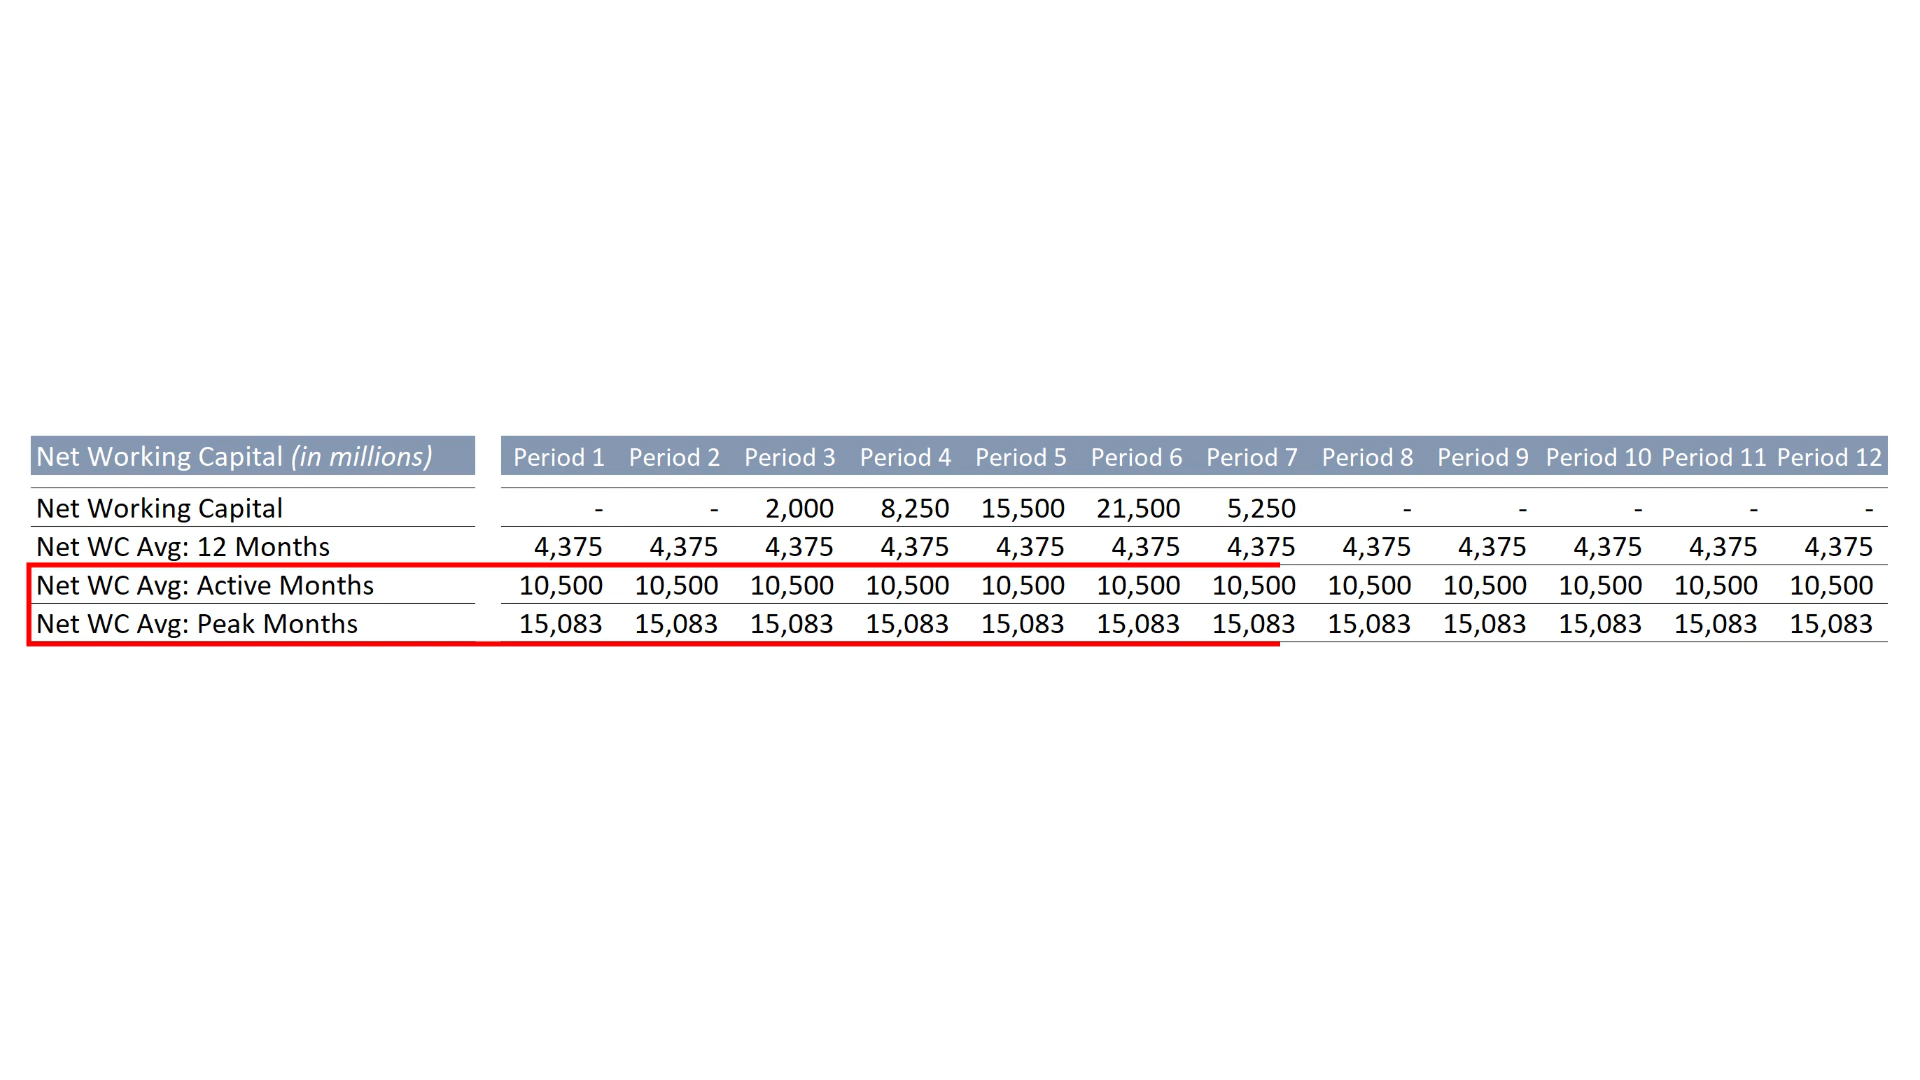 Net Working Capital (in millions) Period 1 Period 2 Period 3 Period 4 Period 5 Period 6 Period 7 Period 8 Period 9 Period 10 Period 11 Period 12
Net Working Capital - - 2,000 8,250 15,500 21,500 5,250 - - - - -
Net WC Avg: 12 Months 4,375 4,375 4,375 4,375 4,375 4,375 4,375 4,375 4,375 4,375 4,375 4,375
Net WC Avg: Active Months 10,500 10,500 10,500 10,500 10,500 10,500 10,500 10,500 10,500 10,500 10,500 10,500
Net WC Avg: Peak Months 15,083 15,083 15,083 15,083 15,083 15,083 15,083 15,083 15,083 15,083 15,083 15,083